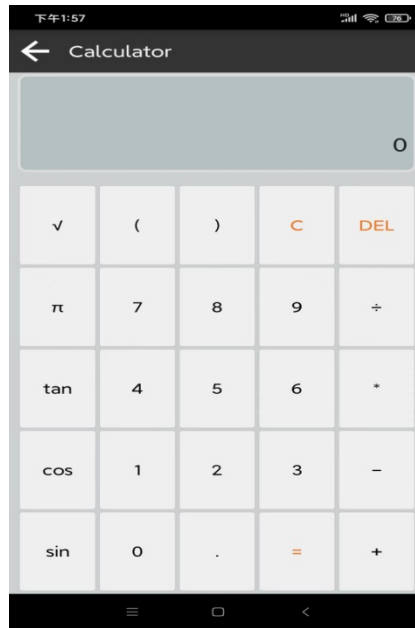 下午1:57 HD 76
Calculator
0
√ ( ) C DEL
π 7 8 9 ÷
tan 4 5 6 *
cos 1 2 3 −
sin 0 . = +